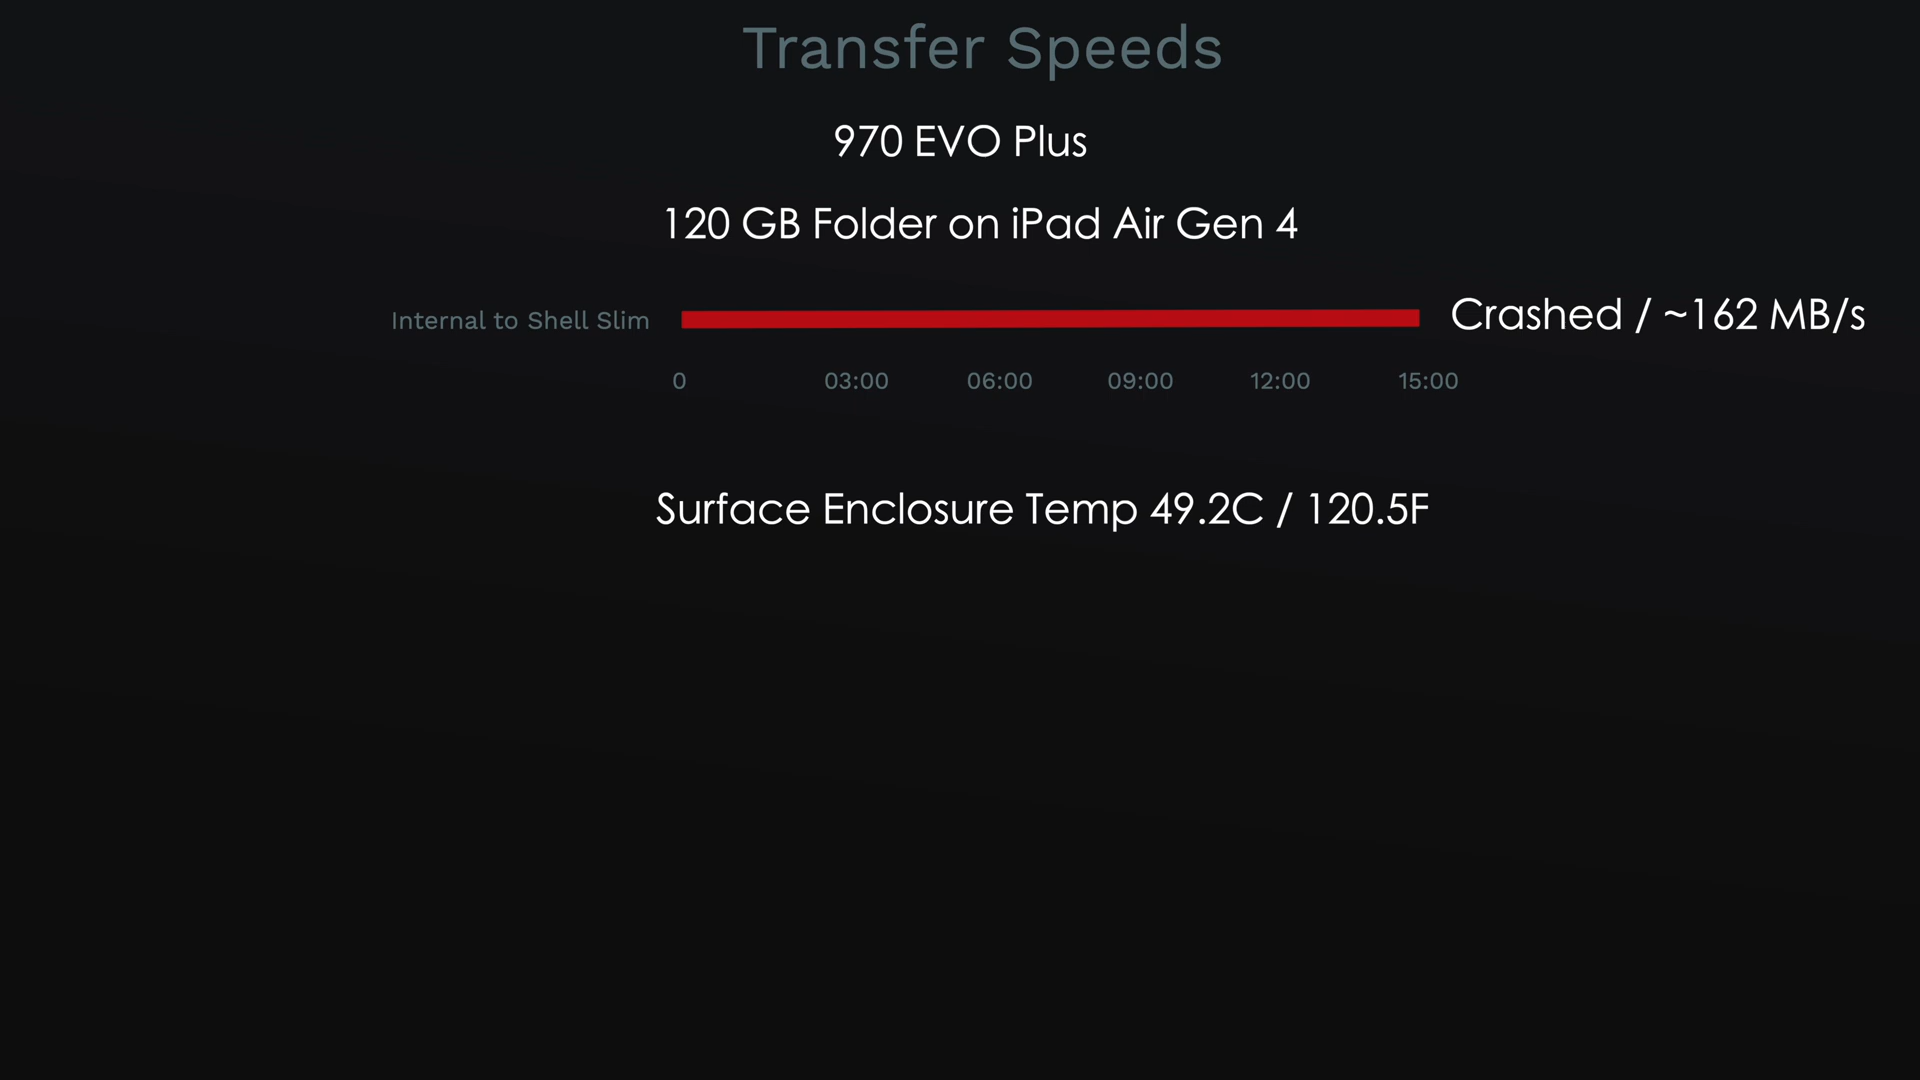 Transfer Speeds
970 EVO Plus
120 GB Folder on iPad Air Gen 4
Internal to Shell Slim
Crashed / ~162 MB/s
0 03:00 06:00 09:00 12:00 15:00
Surface Enclosure Temp 49.2C / 120.5F